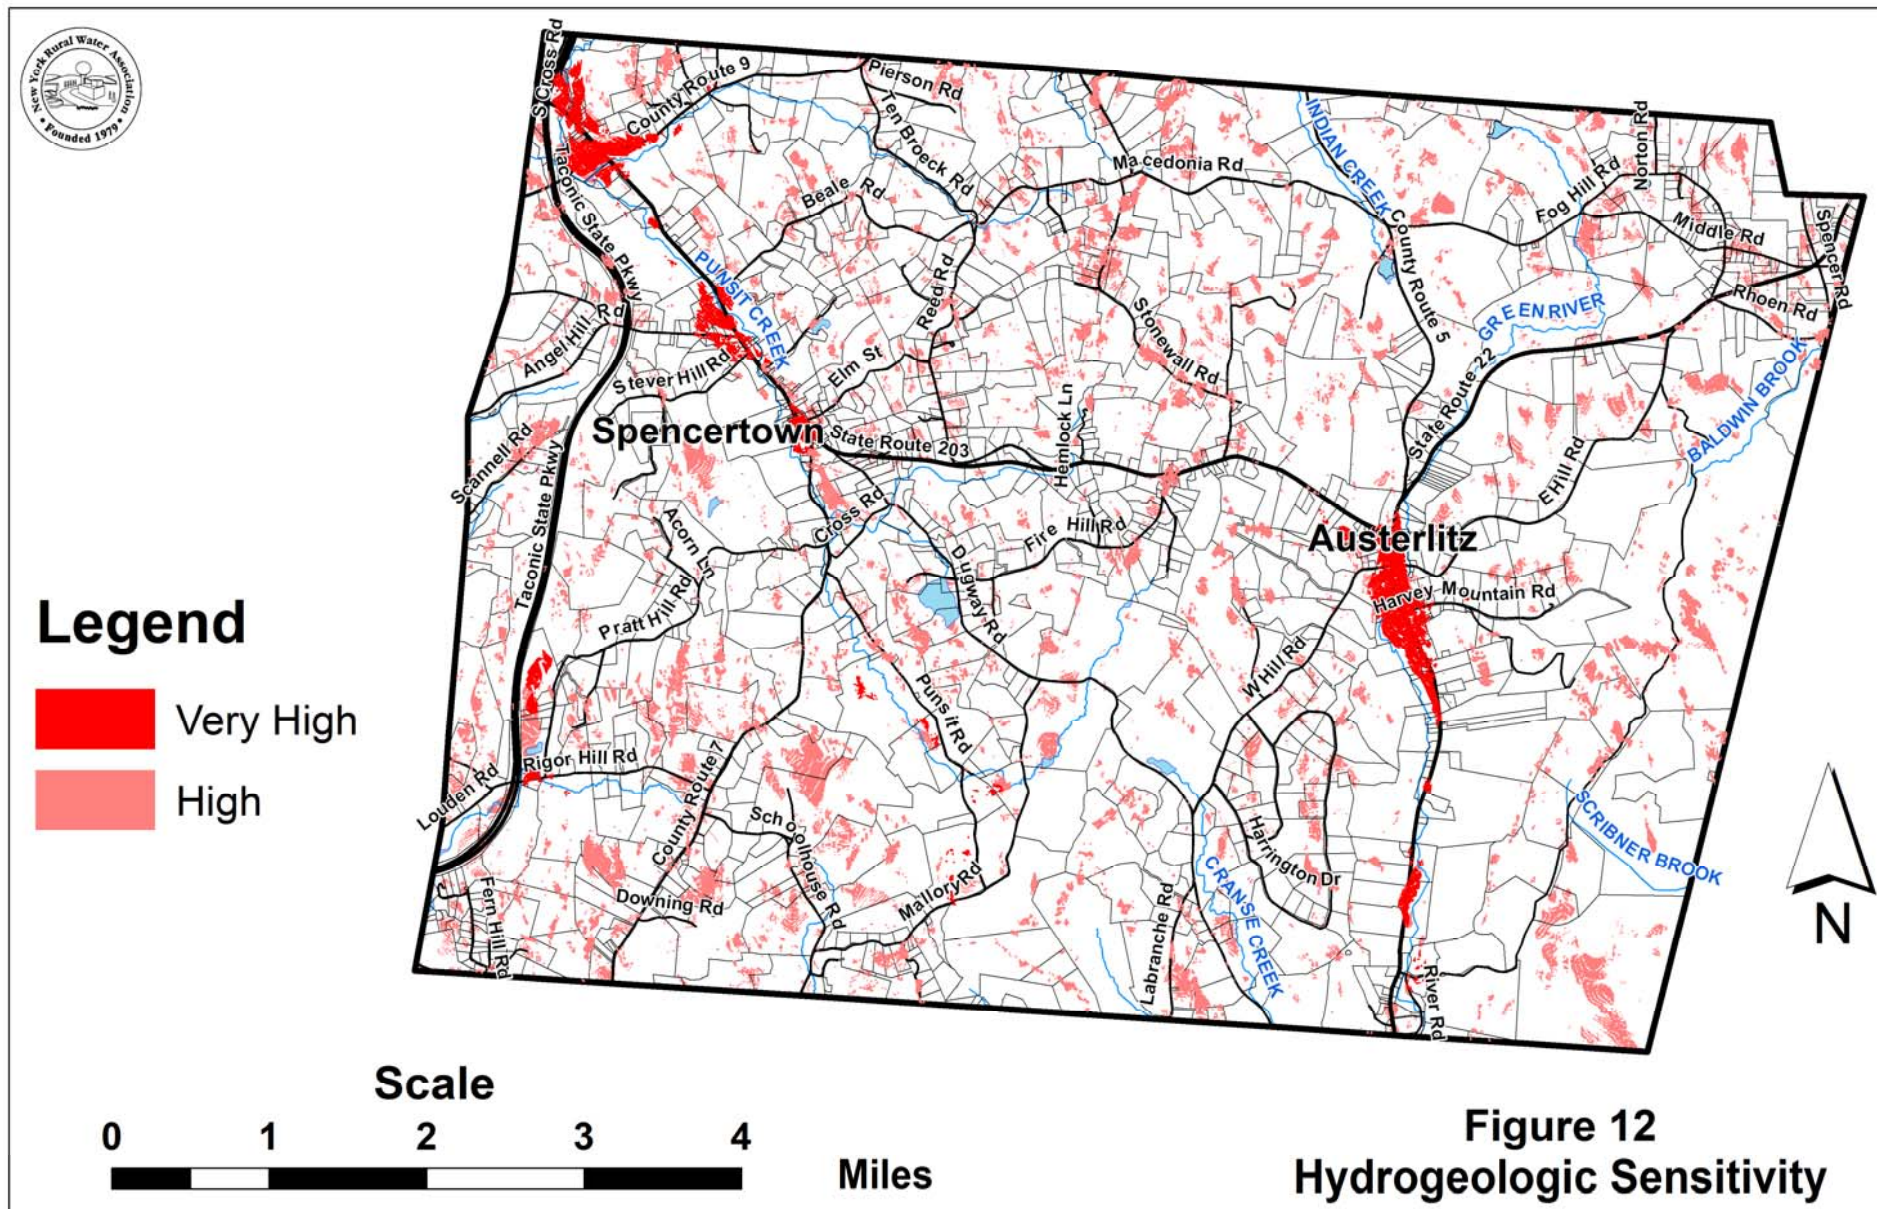 New York Rural Water Association
• Founded 1979 •
S Cross Rd
County Route 9
Pierson Rd
Ten Broeck Rd
Macedonia Rd
INDIAN CREEK
Norton Rd
Fog Hill Rd
Middle Rd
Spencer Rd
Taconic State Pkwy
Beale Rd
County Route 5
PUNSIT CREEK
Reed Rd
GREEN RIVER
Rhoen Rd
Angel Hill Rd
Stonewall Rd
Stever Hill Rd
Elm St
State Route 22
BALDWIN BROOK
Hemlock Ln
Spencertown
State Route 203
Scannell Rd
E Hill Rd
Taconic State Pkwy
Acorn Ln
Cross Rd
Fire Hill Rd
Austerlitz
Dugway Rd
Harvey Mountain Rd
Pratt Hill Rd
Legend
W Hill Rd
Very High
Punsit Rd
Rigor Hill Rd
High
Louden Rd
County Route 7
Schoolhouse Rd
Harrington Dr
SCRIBNER BROOK
CRANSE CREEK
Fern Hill Rd
Downing Rd
Mallory Rd
Labranche Rd
River Rd
N
Scale
0 1 2 3 4
Miles
Figure 12
Hydrogeologic Sensitivity